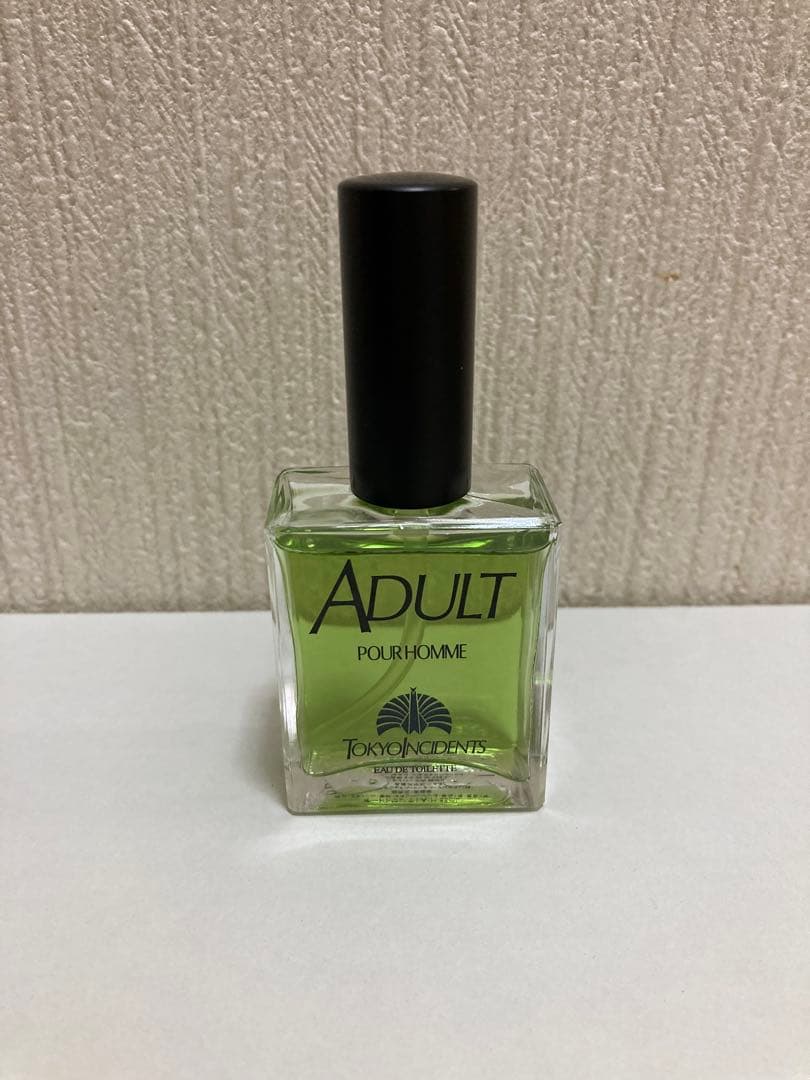 ADULT
POUR HOMME
TOKYO INCIDENTS
EAU DE TOILETTE